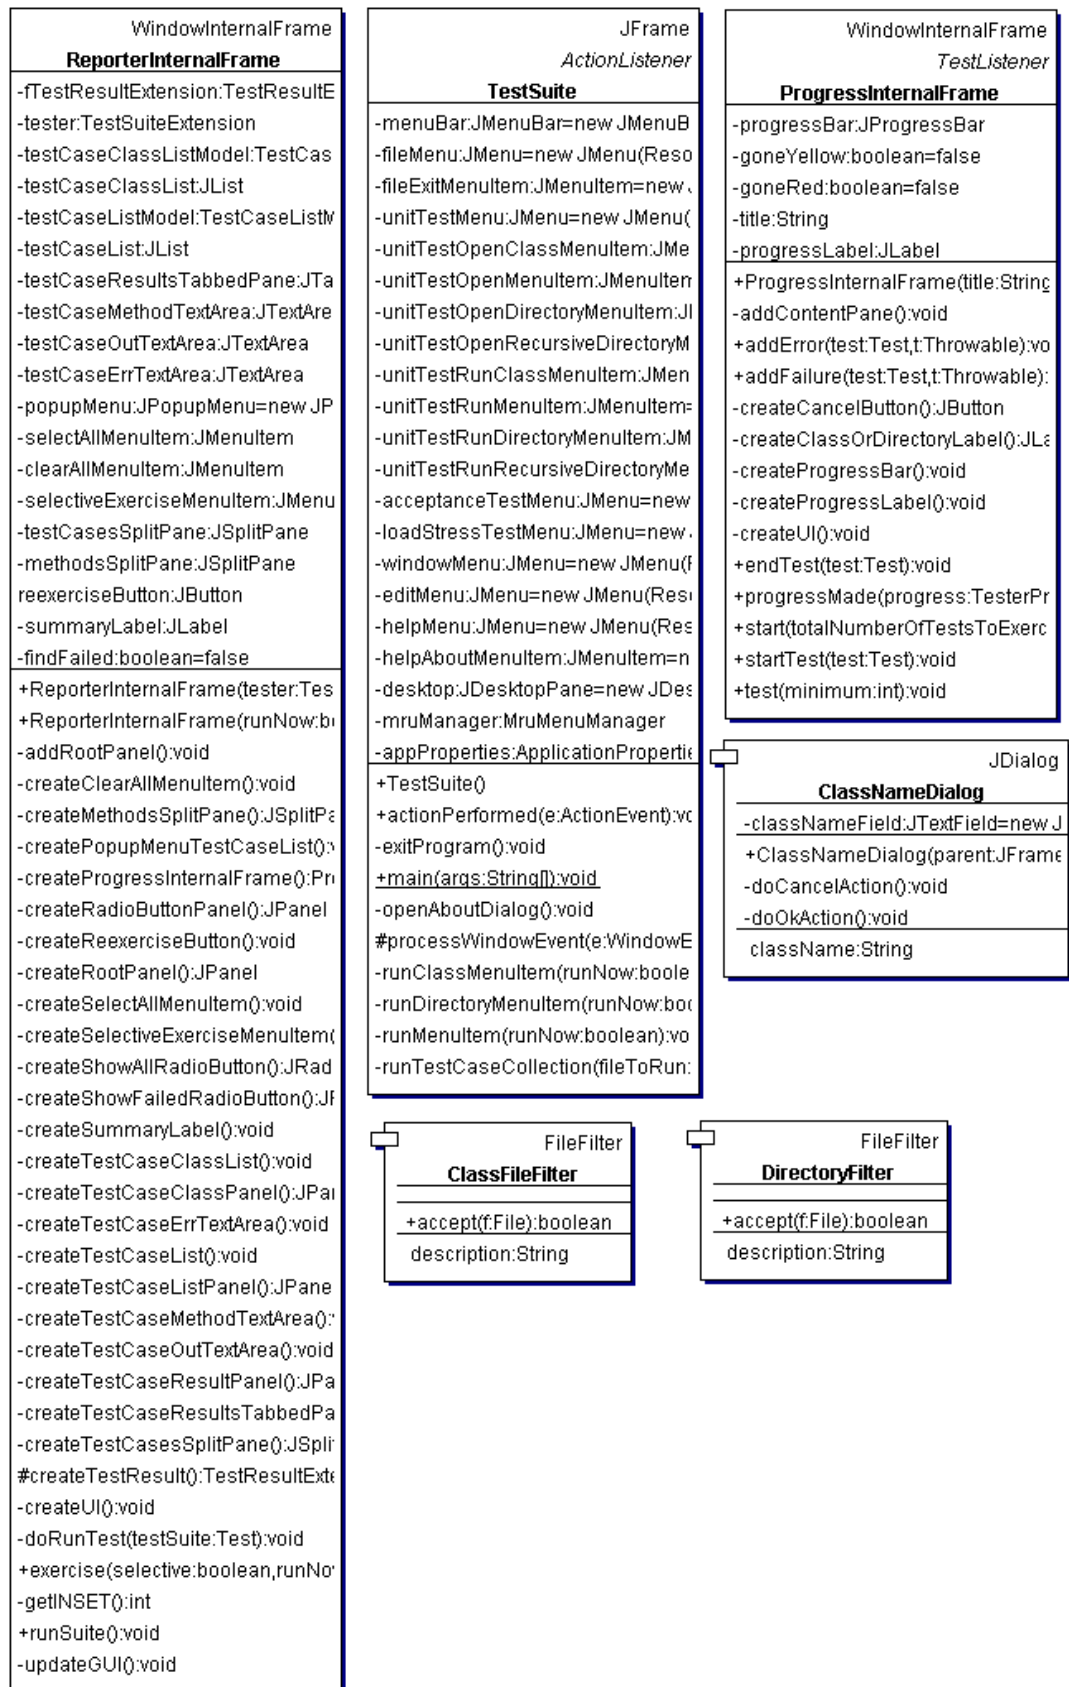 WindowInternalFrame
ReporterInternalFrame
-fTestResultExtension:TestResultE
-tester:TestSuiteExtension
-testCaseClassListModel:TestCas
-testCaseClassList:JList
-testCaseListModel:TestCaseListM
-testCaseList:JList
-testCaseResultsTabbedPane:JTa
-testCaseMethodTextArea:JTextAre
-testCaseOutTextArea:JTextArea
-testCaseErrTextArea:JTextArea
-popupMenu:JPopupMenu=new JP
-selectAllMenuItem:JMenuItem
-clearAllMenuItem:JMenuItem
-selectiveExerciseMenuItem:JMenu
-testCasesSplitPane:JSplitPane
-methodsSplitPane:JSplitPane
reexerciseButton:JButton
-summaryLabel:JLabel
-findFailed:boolean=false
+ReporterInternalFrame(tester:Tes
+ReporterInternalFrame(runNow:b
-addRootPanel():void
-createClearAllMenuItem():void
-createMethodsSplitPane():JSplitPa
-createPopupMenuTestCaseList():
-createProgressInternalFrame():Pr
-createRadioButtonPanel():JPanel
-createReexerciseButton():void
-createRootPanel():JPanel
-createSelectAllMenuItem():void
-createSelectiveExerciseMenuItem(
-createShowAllRadioButton():JRad
-createShowFailedRadioButton():JF
-createSummaryLabel():void
-createTestCaseClassList():void
-createTestCaseClassPanel():JPa
-createTestCaseErrTextArea():void
-createTestCaseList():void
-createTestCaseListPanel():JPane
-createTestCaseMethodTextArea():
-createTestCaseOutTextArea():void
-createTestCaseResultPanel():JPa
-createTestCaseResultsTabbedPa
-createTestCasesSplitPane():JSpli
#createTestResult():TestResultExt
-createUI():void
-doRunTest(testSuite:Test):void
+exercise(selective:boolean,runNo
-getINSET():int
+runSuite():void
-updateGUI():void
JFrame
ActionListener
TestSuite
-menuBar:JMenuBar=new JMenuB
-fileMenu:JMenu=new JMenu(Reso
-fileExitMenuItem:JMenuItem=new
-unitTestMenu:JMenu=new JMenu(
-unitTestOpenClassMenuItem:JMe
-unitTestOpenMenuItem:JMenuItem
-unitTestOpenDirectoryMenuItem:J
-unitTestOpenRecursiveDirectoryM
-unitTestRunClassMenuItem:JMen
-unitTestRunMenuItem:JMenuItem=
-unitTestRunDirectoryMenuItem:JM
-unitTestRunRecursiveDirectoryMe
-acceptanceTestMenu:JMenu=new
-loadStressTestMenu:JMenu=new
-windowMenu:JMenu=new JMenu(
-editMenu:JMenu=new JMenu(Res
-helpMenu:JMenu=new JMenu(Res
-helpAboutMenuItem:JMenuItem=n
-desktop:JDesktopPane=new JDes
-mruManager:MruMenuManager
-appProperties:ApplicationPropertie
+TestSuite()
+actionPerformed(e:ActionEvent):vo
-exitProgram():void
+main(args:String[]):void
-openAboutDialog():void
#processWindowEvent(e:WindowE
-runClassMenuItem(runNow:boole
-runDirectoryMenuItem(runNow:boo
-runMenuItem(runNow:boolean):vo
-runTestCaseCollection(fileToRun:
WindowInternalFrame
TestListener
ProgressInternalFrame
-progressBar:JProgressBar
-goneYellow:boolean=false
-goneRed:boolean=false
-title:String
-progressLabel:JLabel
+ProgressInternalFrame(title:String
-addContentPane():void
+addError(test:Test,t:Throwable):vo
+addFailure(test:Test,t:Throwable):
-createCancelButton():JButton
-createClassOrDirectoryLabel():JLa
-createProgressBar():void
-createProgressLabel():void
-createUI():void
+endTest(test:Test):void
+progressMade(progress:TesterPr
+start(totalNumberOfTestsToExerc
+startTest(test:Test):void
+test(minimum:int):void
JDialog
ClassNameDialog
-classNameField:JTextField=new J
+ClassNameDialog(parent:JFrame
-doCancelAction():void
-doOkAction():void
className:String
FileFilter
ClassFileFilter
+accept(f:File):boolean
description:String
FileFilter
DirectoryFilter
+accept(f:File):boolean
description:String